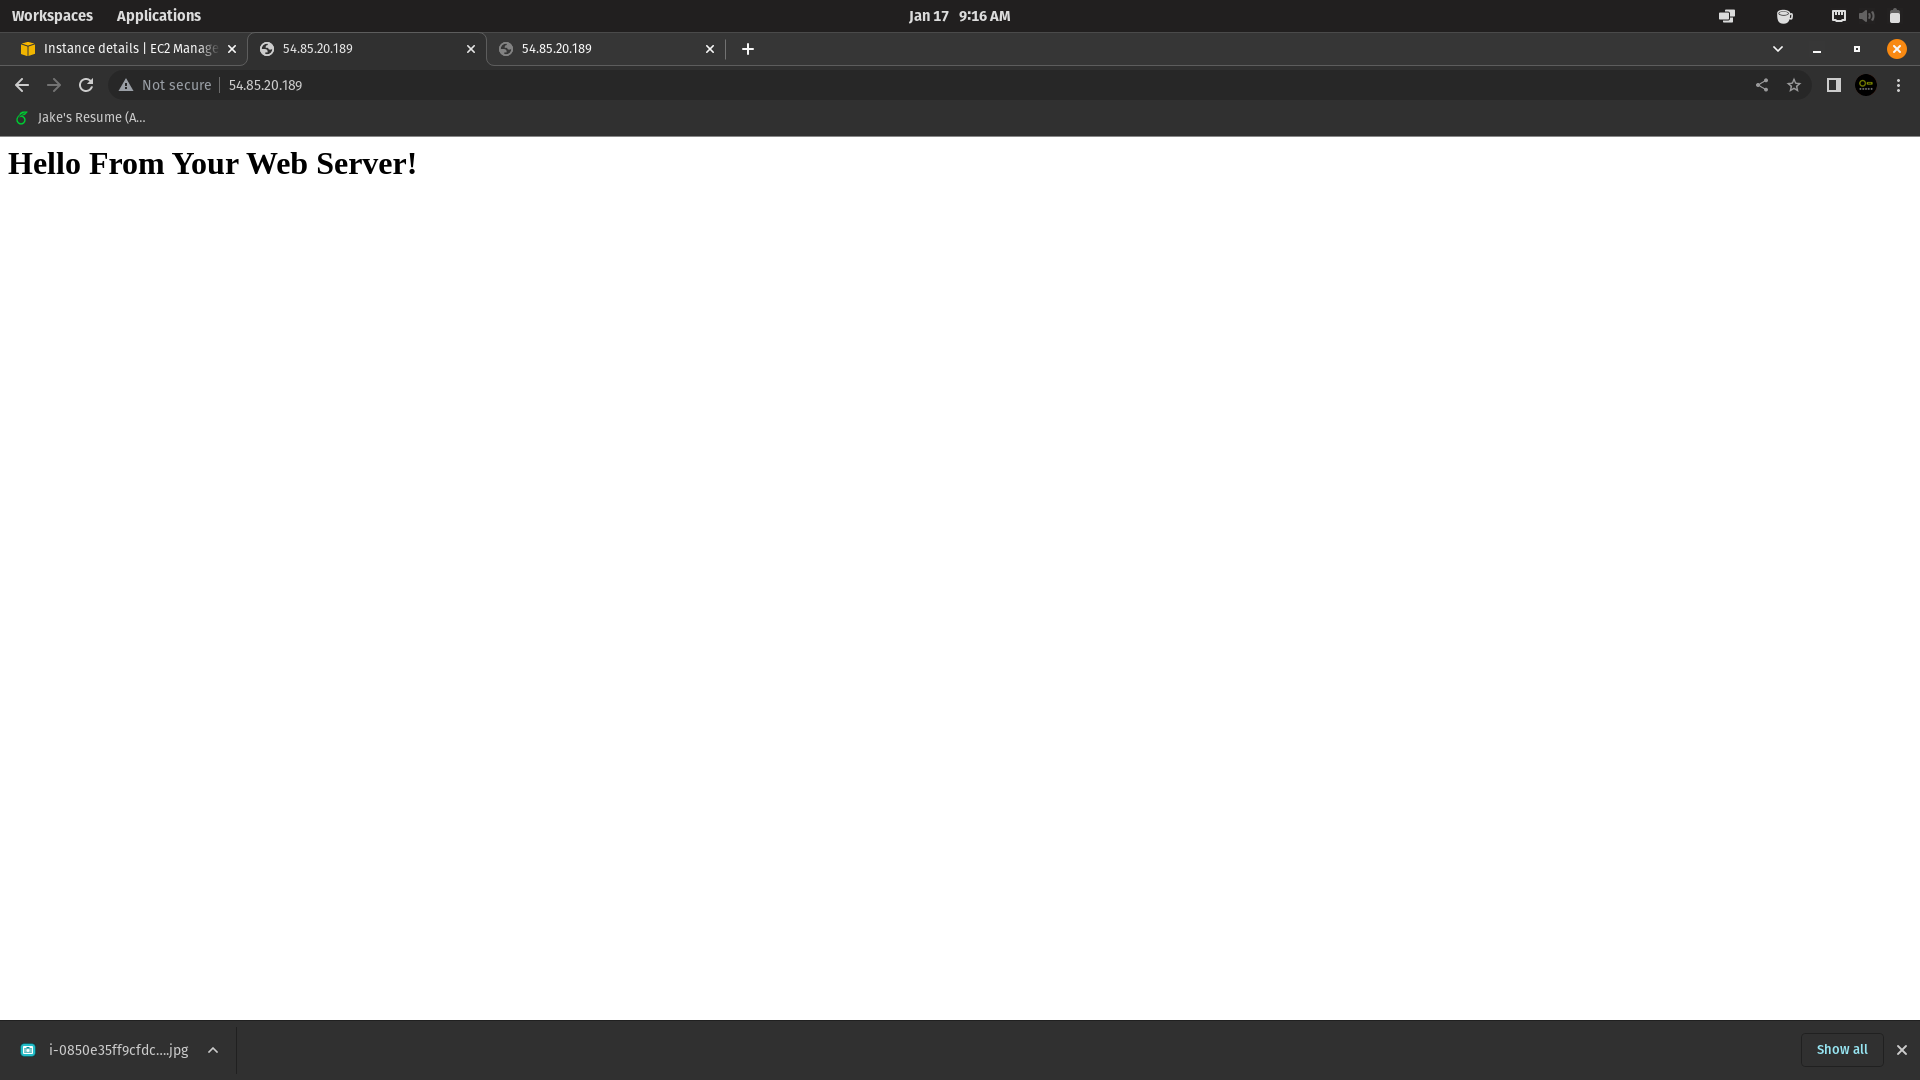 Workspaces Applications Jan 17 9:16 AM
Instance details | EC2 Manage 54.85.20.189 54.85.20.189
Not secure 54.85.20.189
Jake's Resume (A...
Hello From Your Web Server!
i-0850e35ff9cfdc....jpg Show all